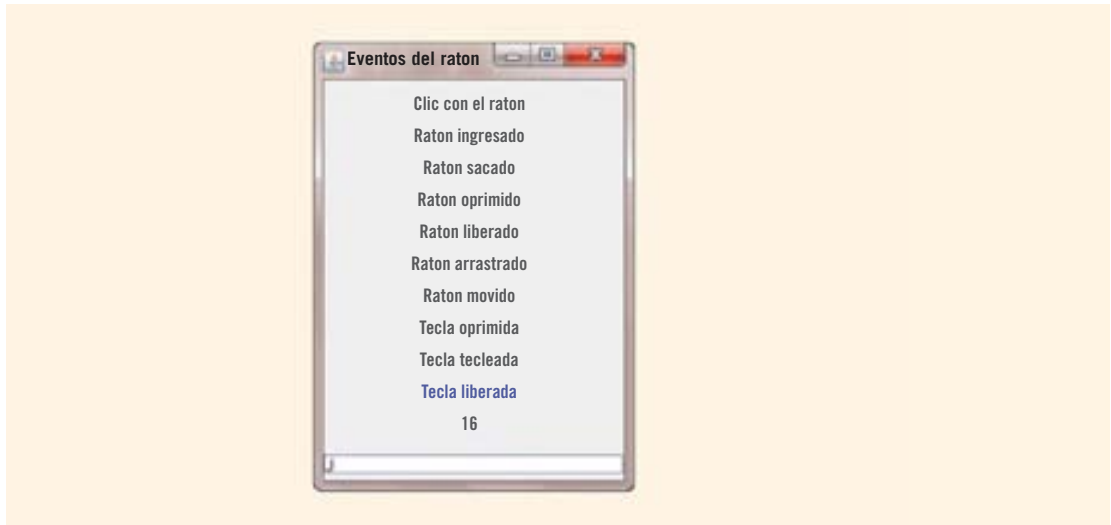 Eventos del raton
Clic con el raton
Raton ingresado
Raton sacado
Raton oprimido
Raton liberado
Raton arrastrado
Raton movido
Tecla oprimida
Tecla tecleada
Tecla liberada
16
J